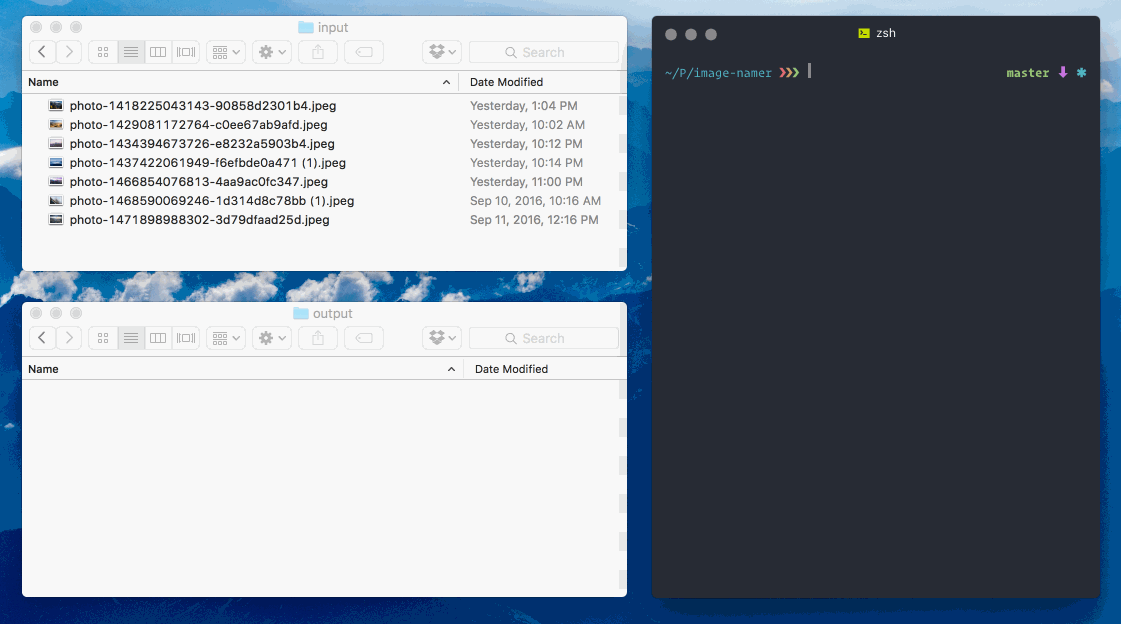 input
Search
Name Date Modified
photo-1418225043143-90858d2301b4.jpeg Yesterday, 1:04 PM
photo-1429081172764-c0ee67ab9afd.jpeg Yesterday, 10:02 AM
photo-1434394673726-e8232a5903b4.jpeg Yesterday, 10:12 PM
photo-1437422061949-f6efbde0a471 (1).jpeg Yesterday, 10:14 PM
photo-1466854076813-4aa9ac0fc347.jpeg Yesterday, 11:00 PM
photo-1468590069246-1d314d8c78bb (1).jpeg Sep 10, 2016, 10:16 AM
photo-1471898988302-3d79dfaad25d.jpeg Sep 11, 2016, 12:16 PM
output
Search
Name Date Modified
zsh
~/P/image-namer ❯❯❯ master ⬇ ✱